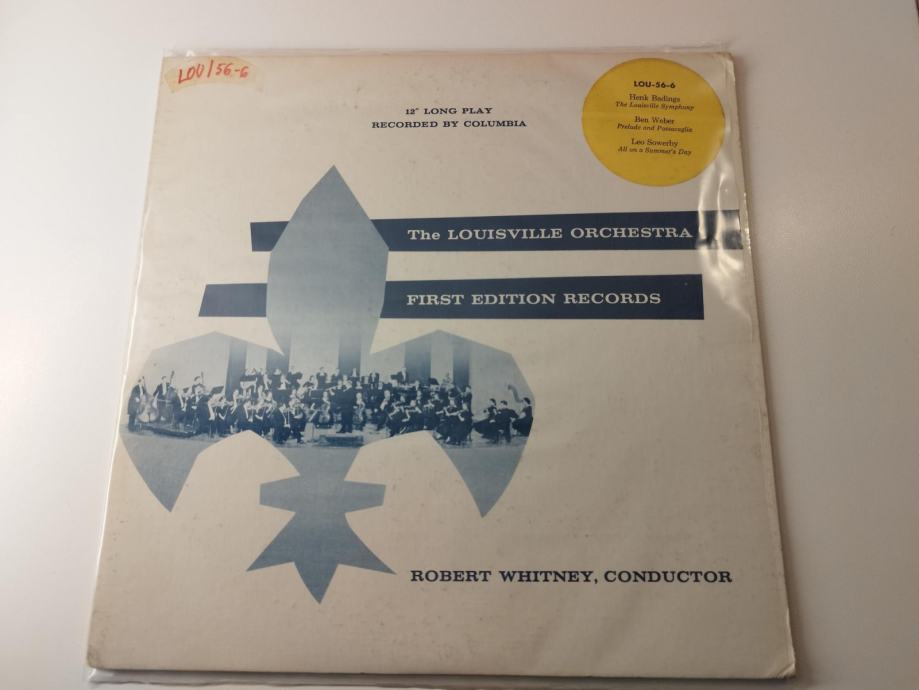 LOU/56-6
12" LONG PLAY
RECORDED BY COLUMBIA
LOU-56-6
Henk Badings
The Louisville Symphony
Ben Weber
Prelude and Passacaglia
Leo Sowerby
All on a Summer's Day
The LOUISVILLE ORCHESTRA
FIRST EDITION RECORDS
ROBERT WHITNEY, CONDUCTOR